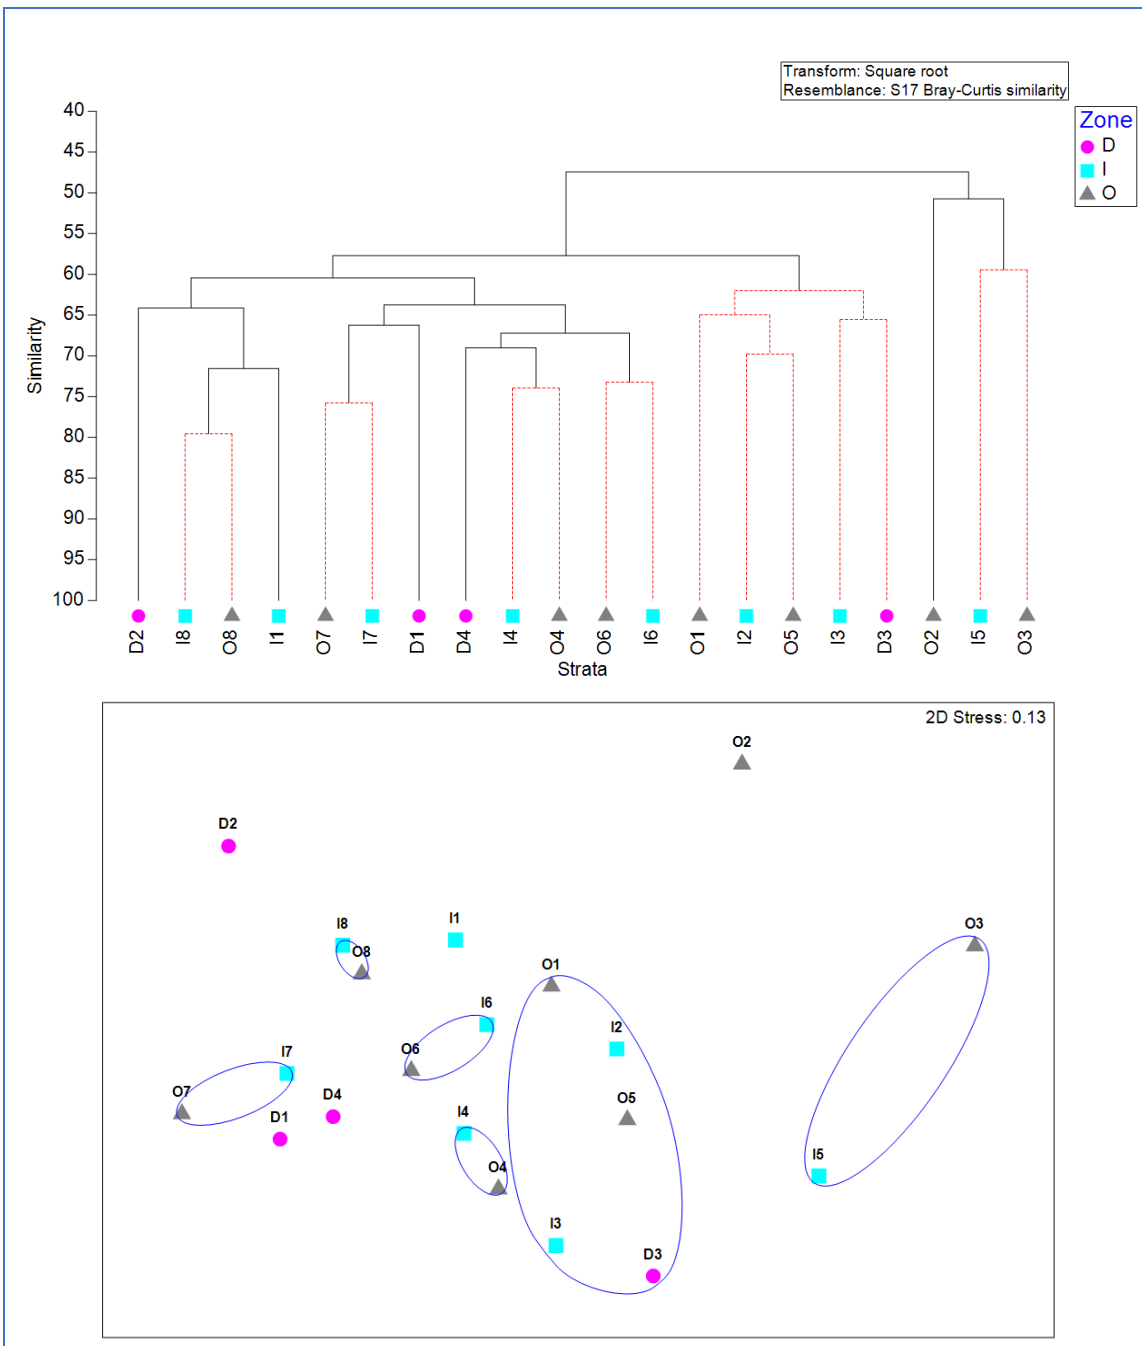 Transform: Square root
Resemblance: S17 Bray-Curtis similarity
Zone
D
I
O
40
45
50
55
60
65
70
75
80
85
90
95
100
Similarity
D2 I8 O8 I1 O7 I7 D1 D4 I4 O4 O6 I6 O1 I2 O5 I3 D3 O2 I5 O3
Strata
2D Stress: 0.13
O2
D2
I8
I1
O3
O8
O1
I6
I2
O6
I7
O7
D4
O5
D1
I4
I5
O4
I3
D3